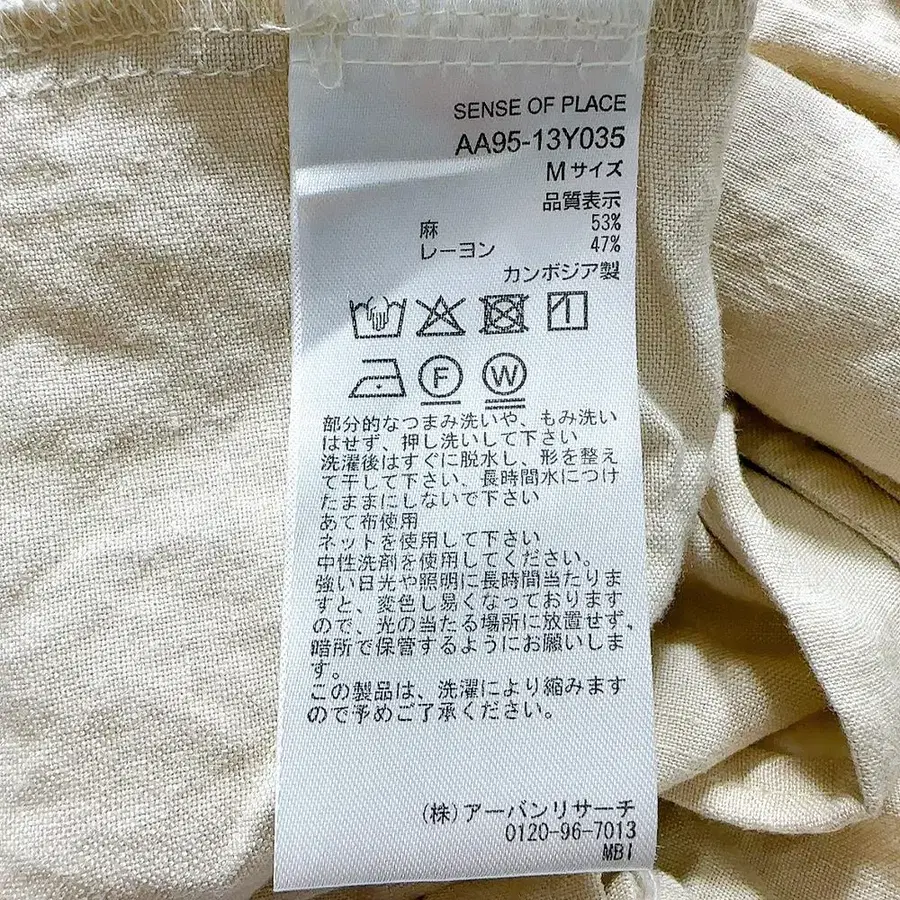 SENSE OF PLACE
AA95-13Y035
Mサイズ
品質表示
麻 53%
レーヨン 47%
カンボジア製
F W
部分的なつまみ洗いや、もみ洗い
はせず、押し洗いして下さい
洗濯後はすぐに脱水し、形を整え
て干して下さい、長時間水につけ
たままにしないで下さい
あて布使用
ネットを使用して下さい
中性洗剤を使用してください。
強い日光や照明に長時間当たりま
すと、変色し易くなっております
ので、光の当たる場所に放置せず、
暗所で保管するようにお願いしま
す。
この製品は、洗濯により縮みます
ので予めご了承ください。
(株)アーバンリサーチ
0120-96-7013
MBI